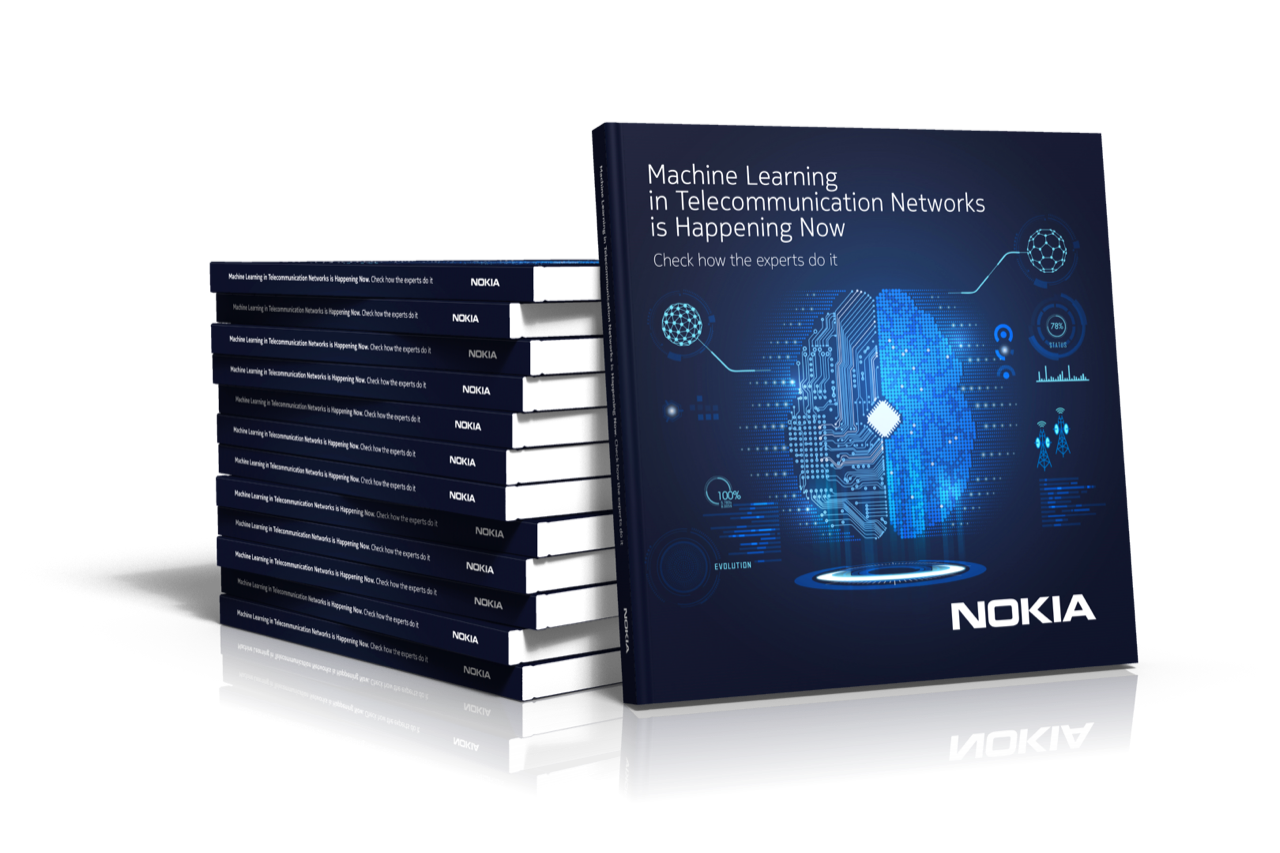 Machine Learning
in Telecommunication Networks
is Happening Now
Check how the experts do it
78%
STATUS
100%
EVOLUTION
NOKIA
Machine Learning in Telecommunication Networks is Happening Now. Check how the experts do it
NOKIA
Machine Learning in Telecommunication Networks is Happening Now. Check how the experts do it NOKIA
Machine Learning in Telecommunication Networks is Happening Now. Check how the experts do it NOKIA
Machine Learning in Telecommunication Networks is Happening Now. Check how the experts do it NOKIA
Machine Learning in Telecommunication Networks is Happening Now. Check how the experts do it NOKIA
Machine Learning in Telecommunication Networks is Happening Now. Check how the experts do it NOKIA
Machine Learning in Telecommunication Networks is Happening Now. Check how the experts do it NOKIA
Machine Learning in Telecommunication Networks is Happening Now. Check how the experts do it NOKIA
Machine Learning in Telecommunication Networks is Happening Now. Check how the experts do it NOKIA
Machine Learning in Telecommunication Networks is Happening Now. Check how the experts do it NOKIA
Machine Learning in Telecommunication Networks is Happening Now. Check how the experts do it NOKIA
Machine Learning in Telecommunication Networks is Happening Now. Check how the experts do it NOKIA
Machine Learning in Telecommunication Networks is Happening Now. Check how the experts do it NOKIA